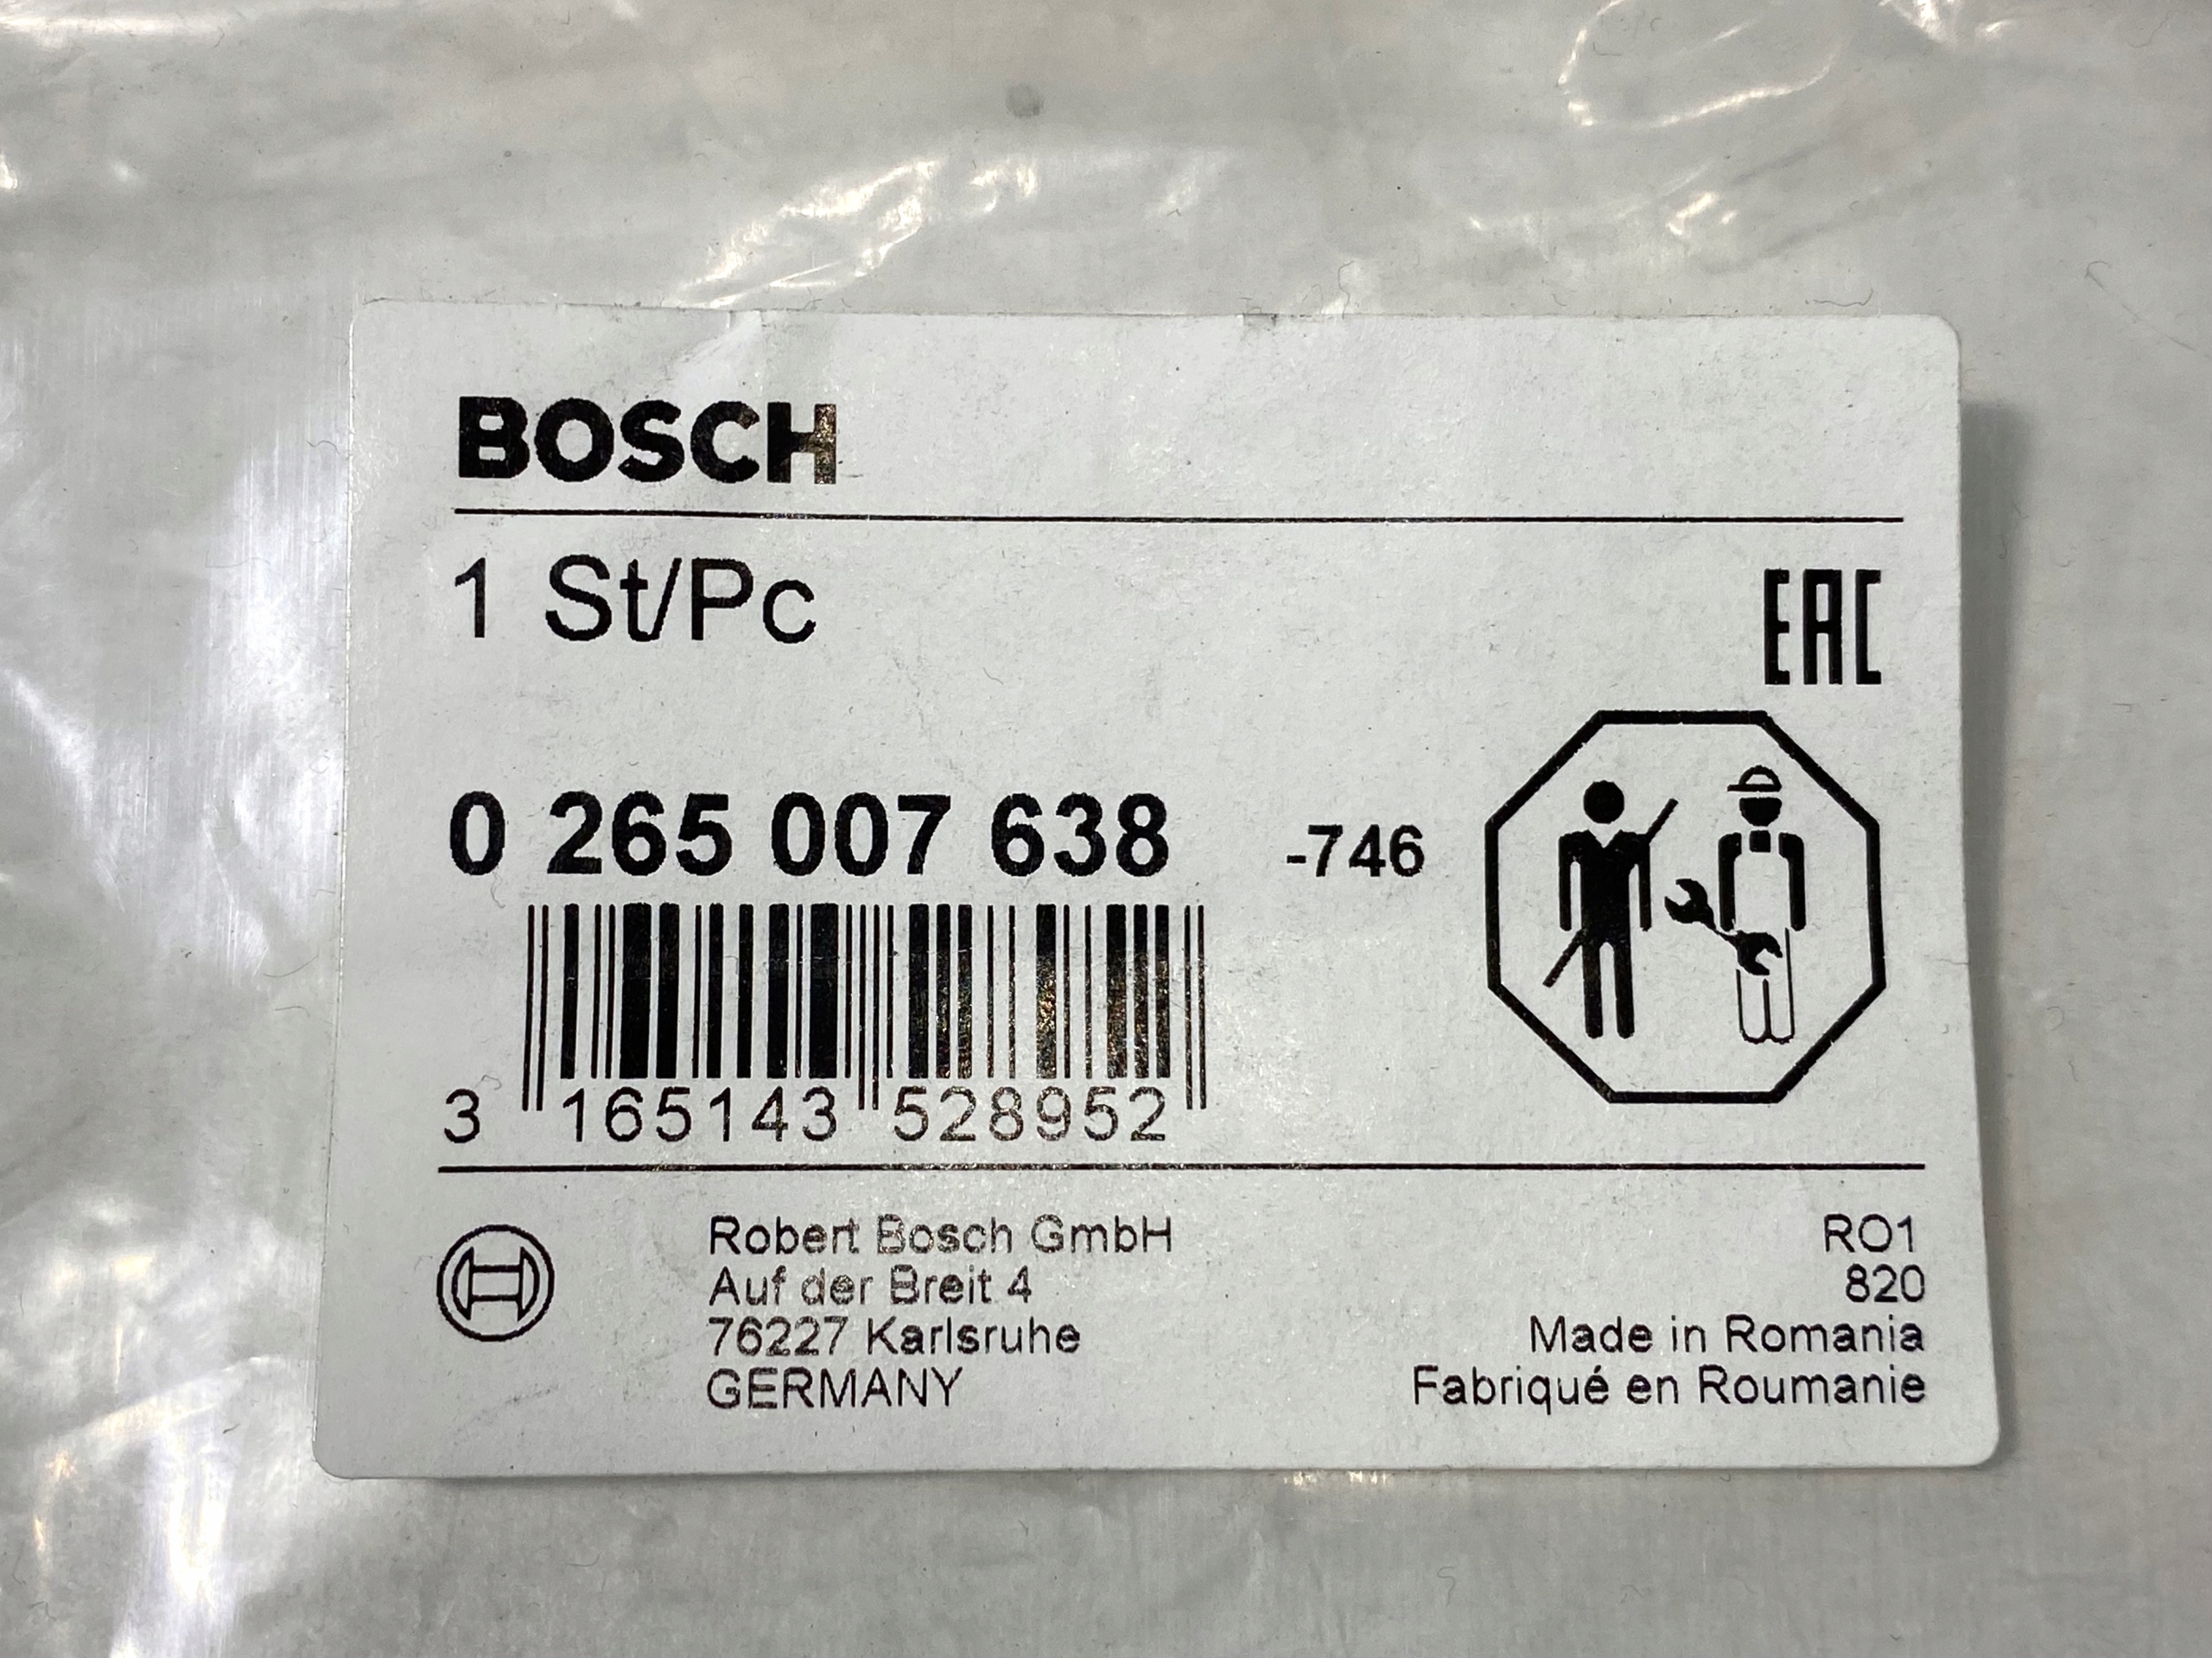 BOSCH
1 St/Pc
EAC
0 265 007 638 -746
3 165143 528952
Robert Bosch GmbH
Auf der Breit 4
76227 Karlsruhe
GERMANY
RO1
820
Made in Romania
Fabriqué en Roumanie